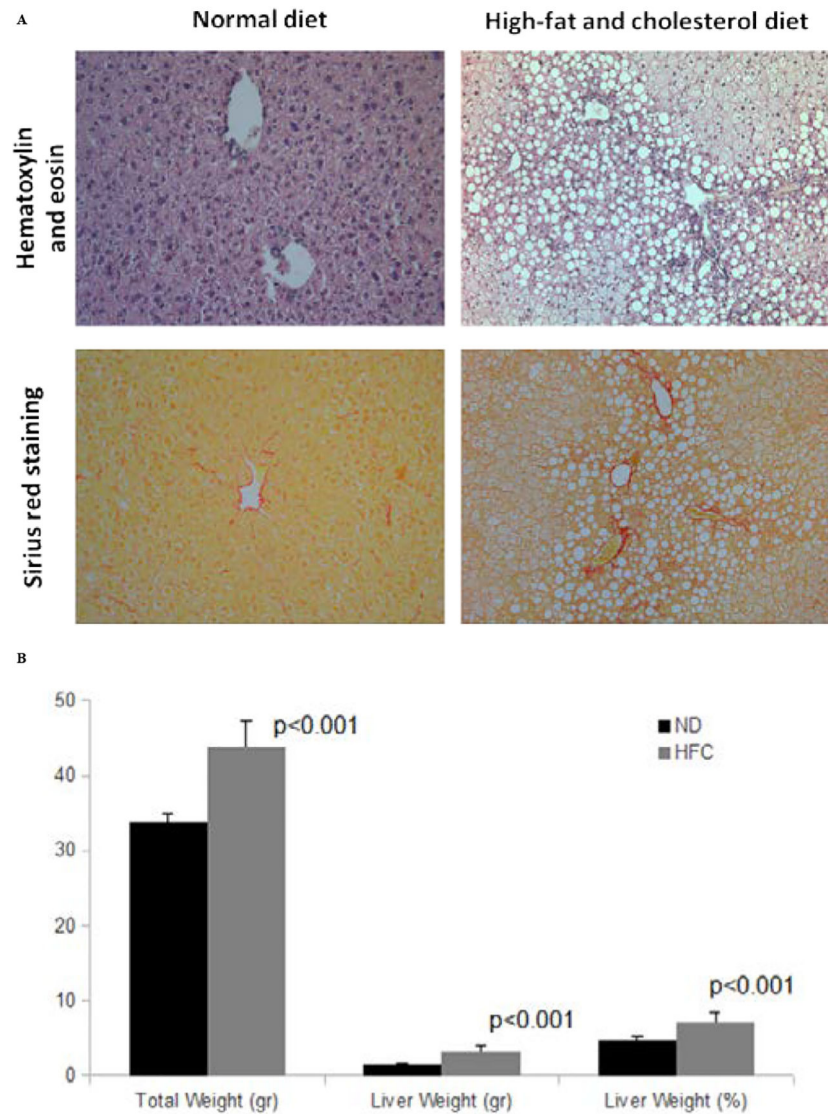 A
Normal diet
High-fat and cholesterol diet
Hematoxylin
and eosin
Sirius red staining
B
50
40
30
20
10
0
p<0.001
p<0.001
p<0.001
ND
HFC
Total Weight (gr)
Liver Weight (gr)
Liver Weight (%)